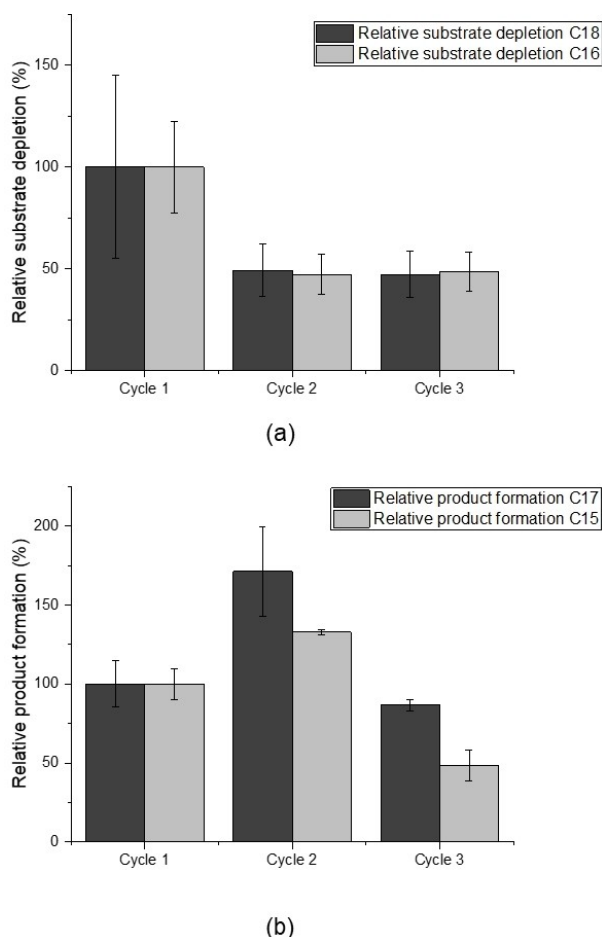 Relative substrate depletion C18
Relative substrate depletion C16
Relative substrate depletion (%)
150
100
50
0
Cycle 1
Cycle 2
Cycle 3
(a)
Relative product formation C17
Relative product formation C15
Relative product formation (%)
200
150
100
50
0
Cycle 1
Cycle 2
Cycle 3
(b)